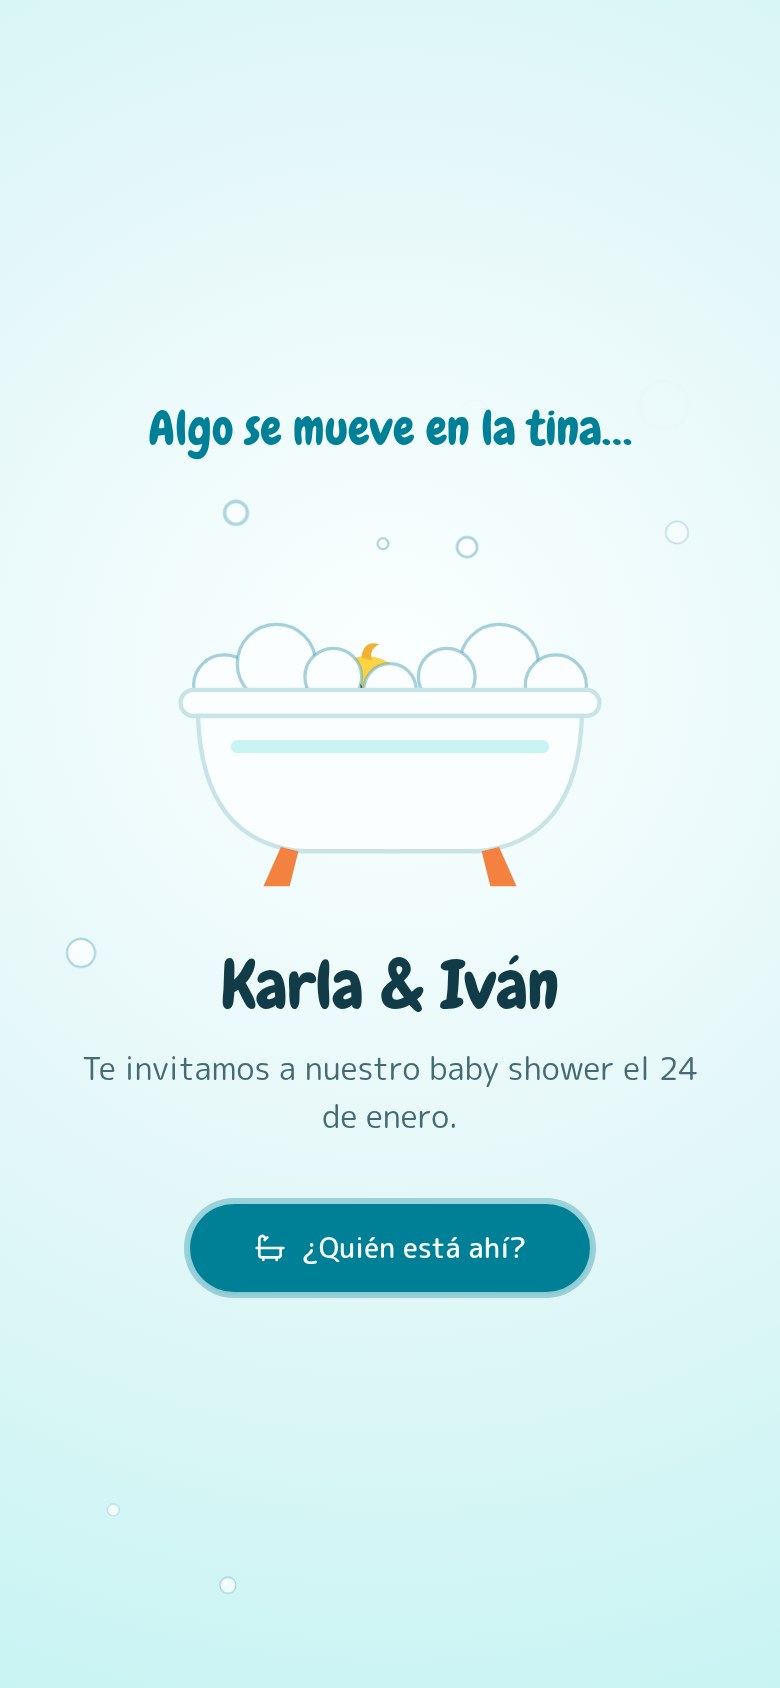 Algo se mueve en la tina...
Karla & Iván
Te invitamos a nuestro baby shower el 24
de enero.
¿Quién está ahí?